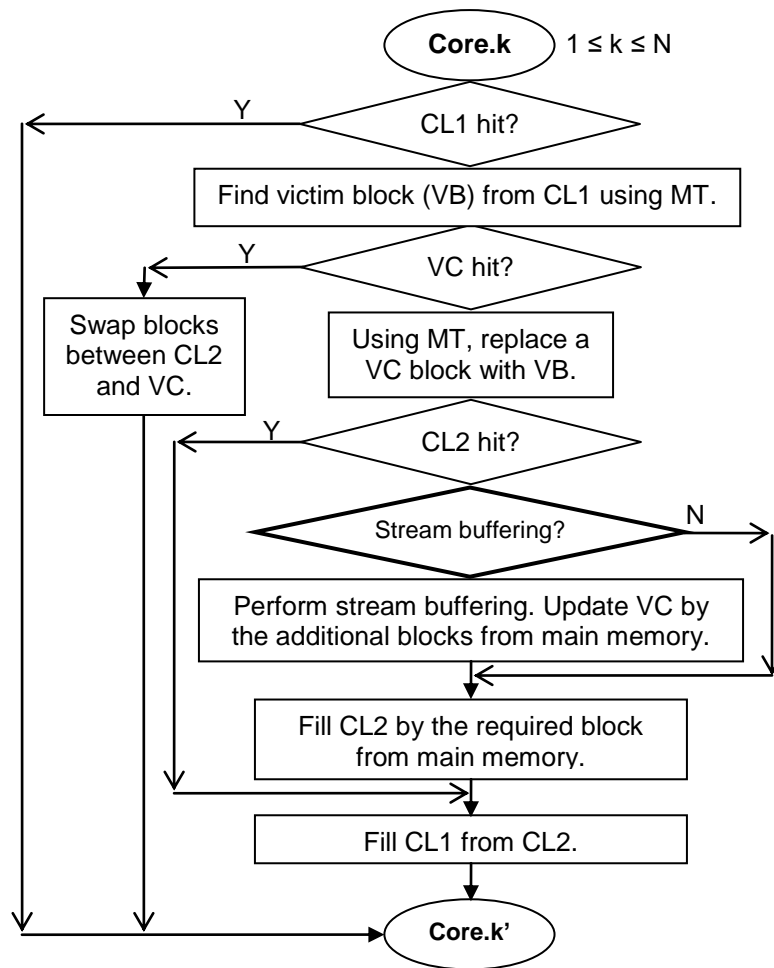 Core.k 1 ≤ k ≤ N
Y
CL1 hit?
Find victim block (VB) from CL1 using MT.
Y
VC hit?
Swap blocks
between CL2
and VC.
Using MT, replace a
VC block with VB.
Y
CL2 hit?
Stream buffering?
N
Perform stream buffering. Update VC by
the additional blocks from main memory.
Fill CL2 by the required block
from main memory.
Fill CL1 from CL2.
Core.k’